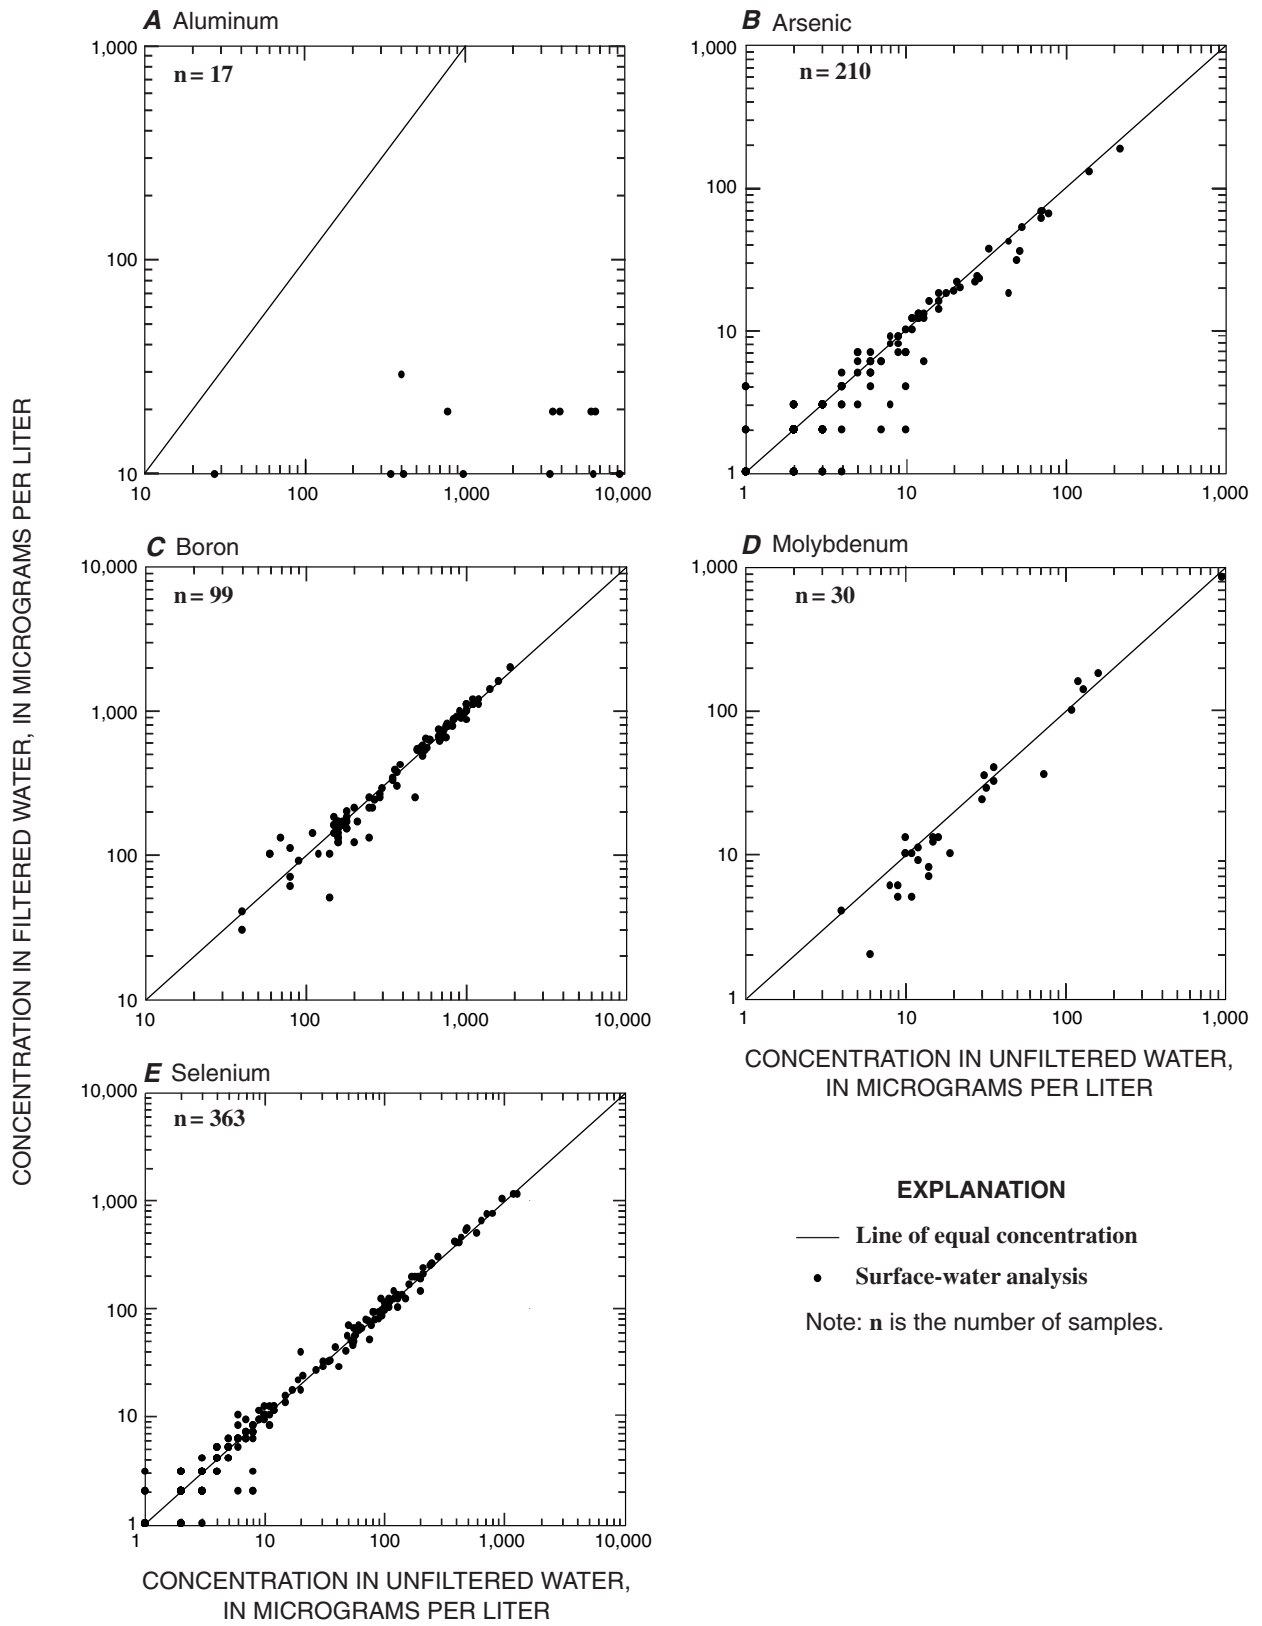 A Aluminum
n = 17
1,000
100
10
10
100
1,000
10,000
B Arsenic
n = 210
1,000
100
10
1
1
10
100
1,000
C Boron
n = 99
10,000
1,000
100
10
10
100
1,000
10,000
D Molybdenum
n = 30
1,000
100
10
1
1
10
100
1,000
CONCENTRATION IN UNFILTERED WATER,
IN MICROGRAMS PER LITER
E Selenium
n = 363
10,000
1,000
100
10
1
1
10
100
1,000
10,000
CONCENTRATION IN UNFILTERED WATER,
IN MICROGRAMS PER LITER
CONCENTRATION IN FILTERED WATER, IN MICROGRAMS PER LITER
EXPLANATION
Line of equal concentration
Surface-water analysis
Note: n is the number of samples.